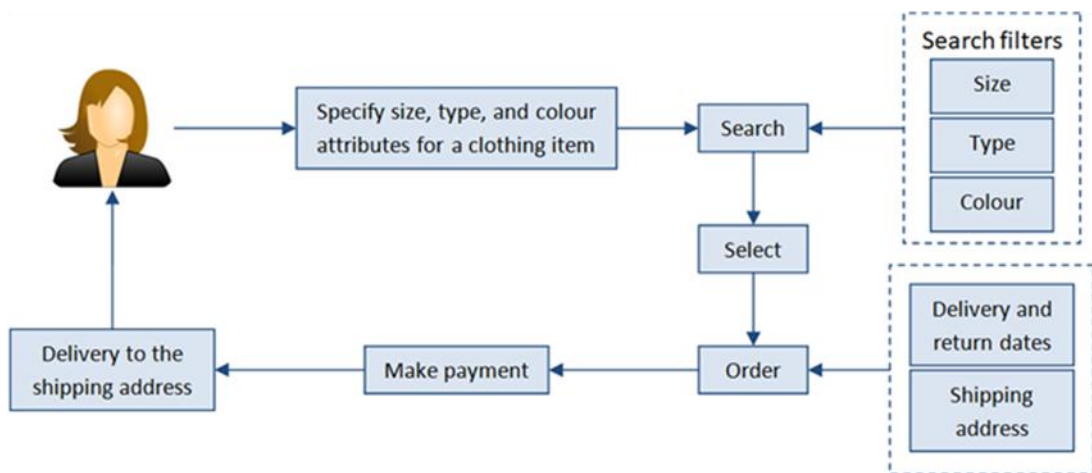 Search filters
Size
Type
Colour
Specify size, type, and colour
attributes for a clothing item
Search
Select
Delivery and
return dates
Shipping
address
Order
Make payment
Delivery to the
shipping address